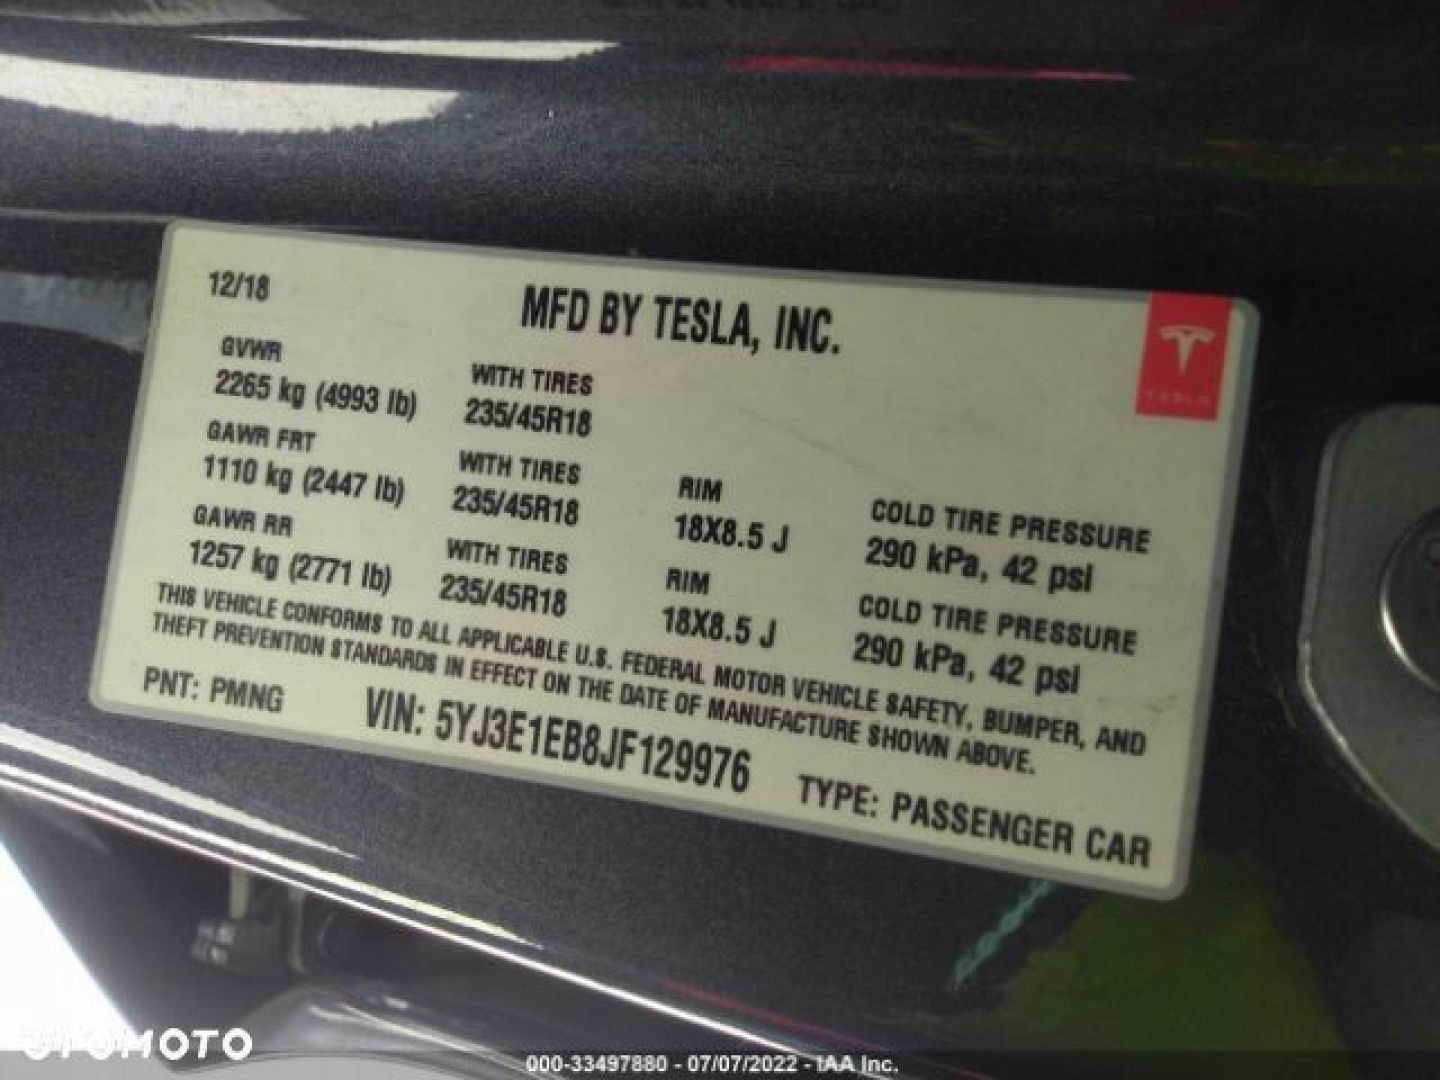 12/18
MFD BY TESLA, INC.
TESLA
GVWR
2265 kg (4993 lb)
WITH TIRES
235/45R18
GAWR FRT
1110 kg (2447 lb)
WITH TIRES
235/45R18
RIM
18X8.5 J
COLD TIRE PRESSURE
290 kPa, 42 psi
GAWR RR
1257 kg (2771 lb)
WITH TIRES
235/45R18
RIM
18X8.5 J
COLD TIRE PRESSURE
290 kPa, 42 psi
THIS VEHICLE CONFORMS TO ALL APPLICABLE U.S. FEDERAL MOTOR VEHICLE SAFETY, BUMPER, AND
THEFT PREVENTION STANDARDS IN EFFECT ON THE DATE OF MANUFACTURE SHOWN ABOVE.
PNT: PMNG
VIN: 5YJ3E1EB8JF129976
TYPE: PASSENGER CAR
OTOMOTO
000-33497880 - 07/07/2022 - IAA Inc.